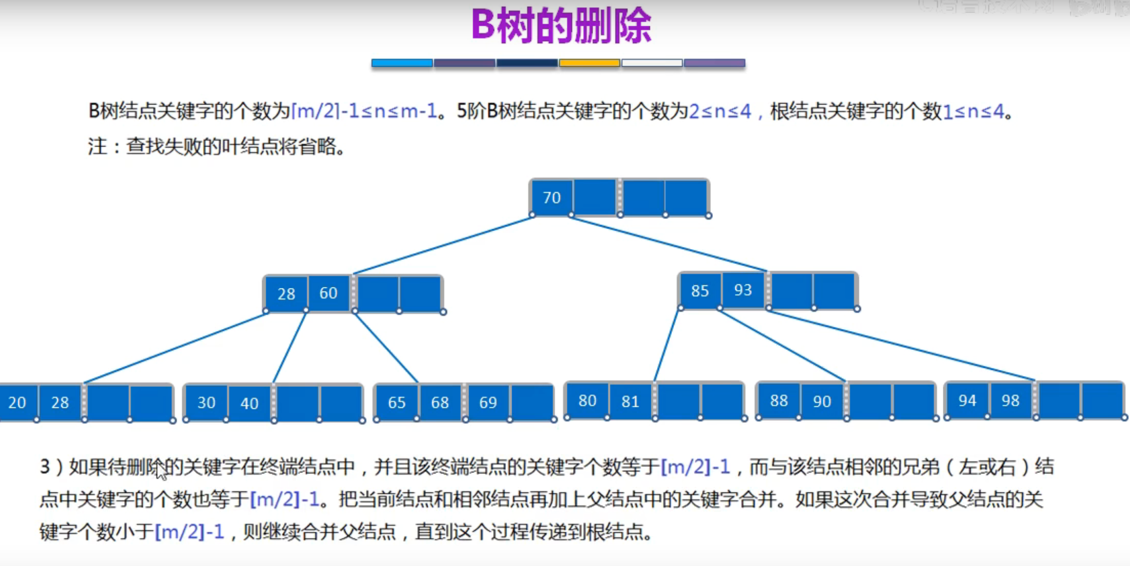 B树的删除
B树结点关键字的个数为⌈m/2⌉-1≤n≤m-1。5阶B树结点关键字的个数为2≤n≤4，根结点关键字的个数1≤n≤4。
注：查找失败的叶结点将省略。
70
28 60 85 93
20 28 30 40 65 68 69 80 81 88 90 94 98
3）如果待删除的关键字在终端结点中，并且该终端结点的关键字个数等于⌈m/2⌉-1，而与该结点相邻的兄弟（左或右）结
点中关键字的个数也等于⌈m/2⌉-1。把当前结点和相邻结点再加上父结点中的关键字合并。如果这次合并导致父结点的关
键字个数小于⌈m/2⌉-1，则继续合并父结点，直到这个过程传递到根结点。